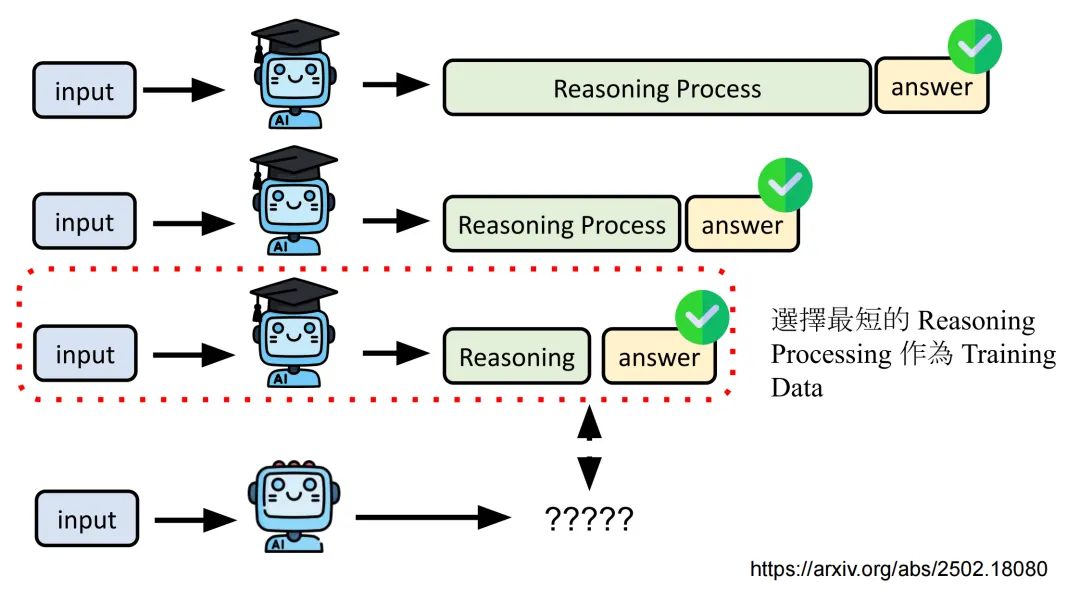 input
AI
Reasoning Process
answer
input
AI
Reasoning Process
answer
input
AI
Reasoning
answer
選擇最短的 Reasoning
Processing 作為 Training
Data
input
AI
?????
https://arxiv.org/abs/2502.18080